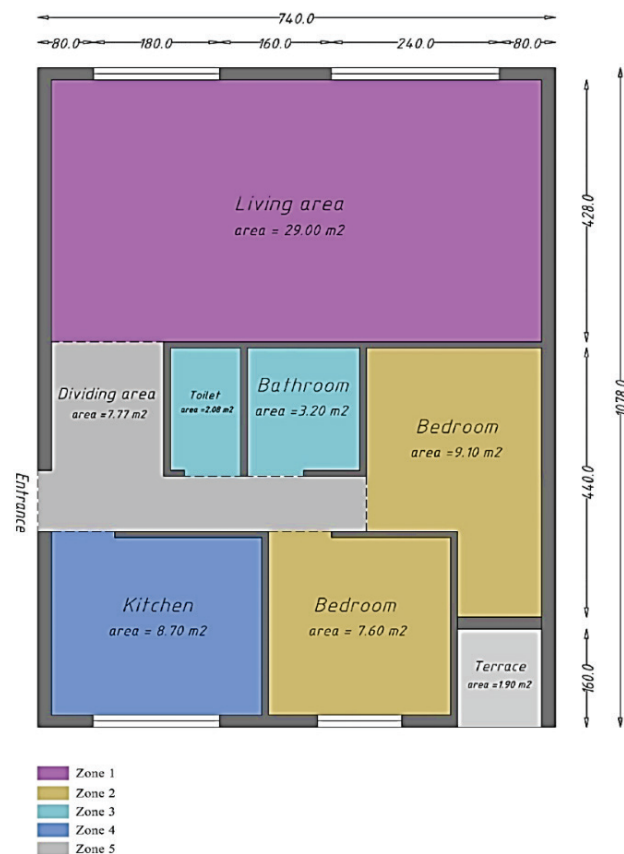 740.0
80.0
180.0
160.0
240.0
80.0
Living area
area = 29.00 m2
428.0
1078.0
Dividing area
area =7.77 m2
Toilet
area =2.08 m2
Bathroom
area =3.20 m2
Bedroom
area =9.10 m2
440.0
Entrance
Kitchen
area = 8.70 m2
Bedroom
area = 7.60 m2
Terrace
area =1.90 m2
160.0
Zone 1
Zone 2
Zone 3
Zone 4
Zone 5